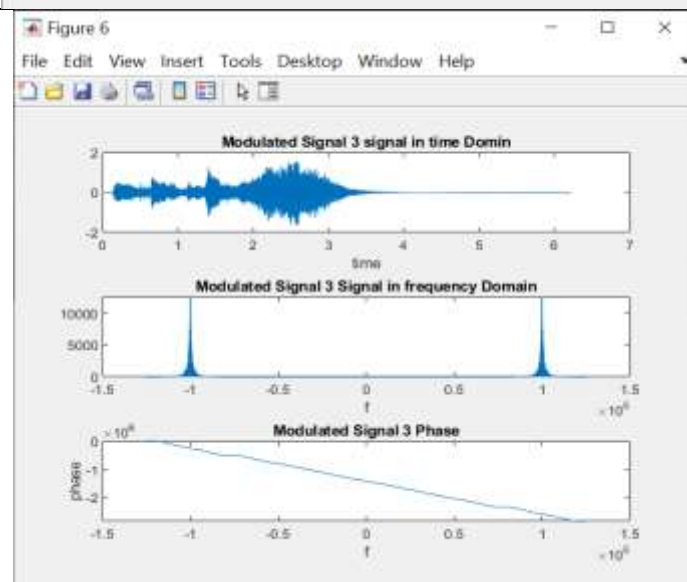 Figure 6
File Edit View Insert Tools Desktop Window Help
Modulated Signal 3 signal in time Domin
2
0
-2
0 1 2 3 4 5 6 7
time
Modulated Signal 3 Signal in frequency Domain
10000
5000
0
-1.5 -1 -0.5 0 0.5 1 1.5
f
Modulated Signal 3 Phase
0
-1
-2
phase
-1.5 -1 -0.5 0 0.5 1 1.5
f